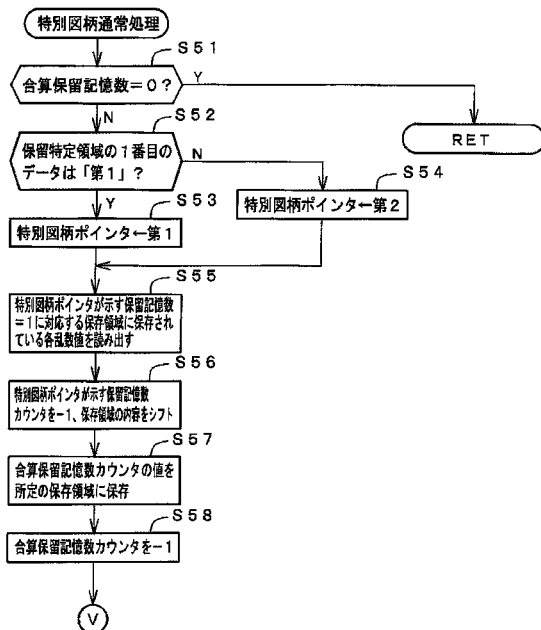 特別図柄通常処理
S51
合算保留記憶数=0?
Y
N
RET
S52
保留特定領域の1番目の
データは「第1」?
N
Y
S54
特別図柄ポインタ←第2
S53
特別図柄ポインタ←第1
S55
特別図柄ポインタが示す保留記憶数
=1に対応する保存領域に保存され
ている各乱数値を読み出す
S56
特別図柄ポインタが示す保留記憶数
カウンタを-1、保存領域の内容をシフト
S57
合算保留記憶数カウンタの値を
所定の保存領域に保存
S58
合算保留記憶数カウンタを-1
V